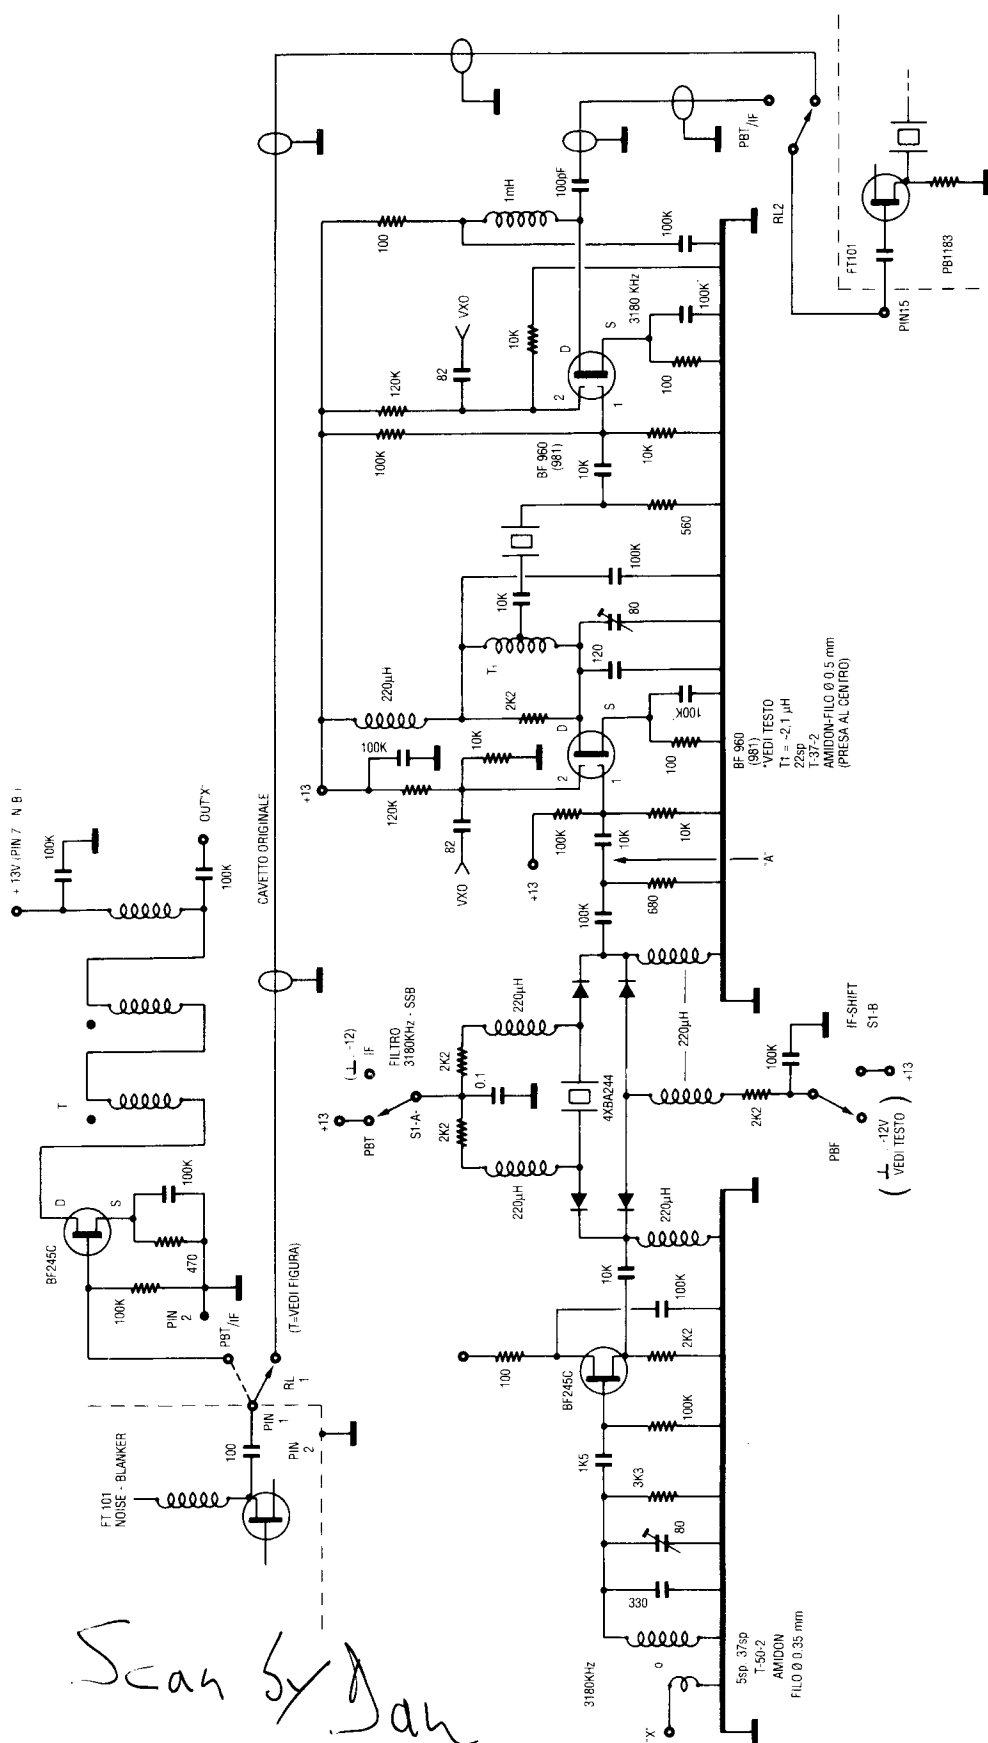 + 13V (PIN 7 N B)
100K
OUT"X"
100K
T
BF245C
D
S
100K
470
100K
PIN
2
PBT/IF
RL
1
(T=VEDI FIGURA)
CAVETTO ORIGINALE
FT 101
NOISE - BLANKER
100
PIN
1
PIN
2
+13
100K
120K
220µH
10K
2K2
T1
10K
82
VXO
D
S
2
1
100
100K
120
80
100K
560
10K
100K
120K
82
VXO
10K
100
1mH
100pF
D
S
2
1
3180 KHz
100K
100
100K
BF 960
(981)
10K
PBT/IF
RL2
FT101
PB1183
PIN15
+13
100K
10K
10K
"A"
680
100K
BF 960
(981)
*VEDI TESTO
T1 = ~2,1 µH
22sp
T-37-2
AMIDON-FILO Ø 0.5 mm
(PRESA AL CENTRO)
+13
PBT
IF
( -12)
S1-A-
FILTRO
3180KHz - SSB
2K2
2K2
0.1
220µH
220µH
4XBA244
220µH
220µH
2K2
100K
IF-SHIFT
S1-B
PBF
+13
( -12V
VEDI TESTO )
10K
100
BF245C
100K
2K2
100K
1K5
3K3
80
330
3180KHz
0
"X"
5sp. 37sp
T-50-2
AMIDON
FILO Ø 0.35 mm
Scan by Dan